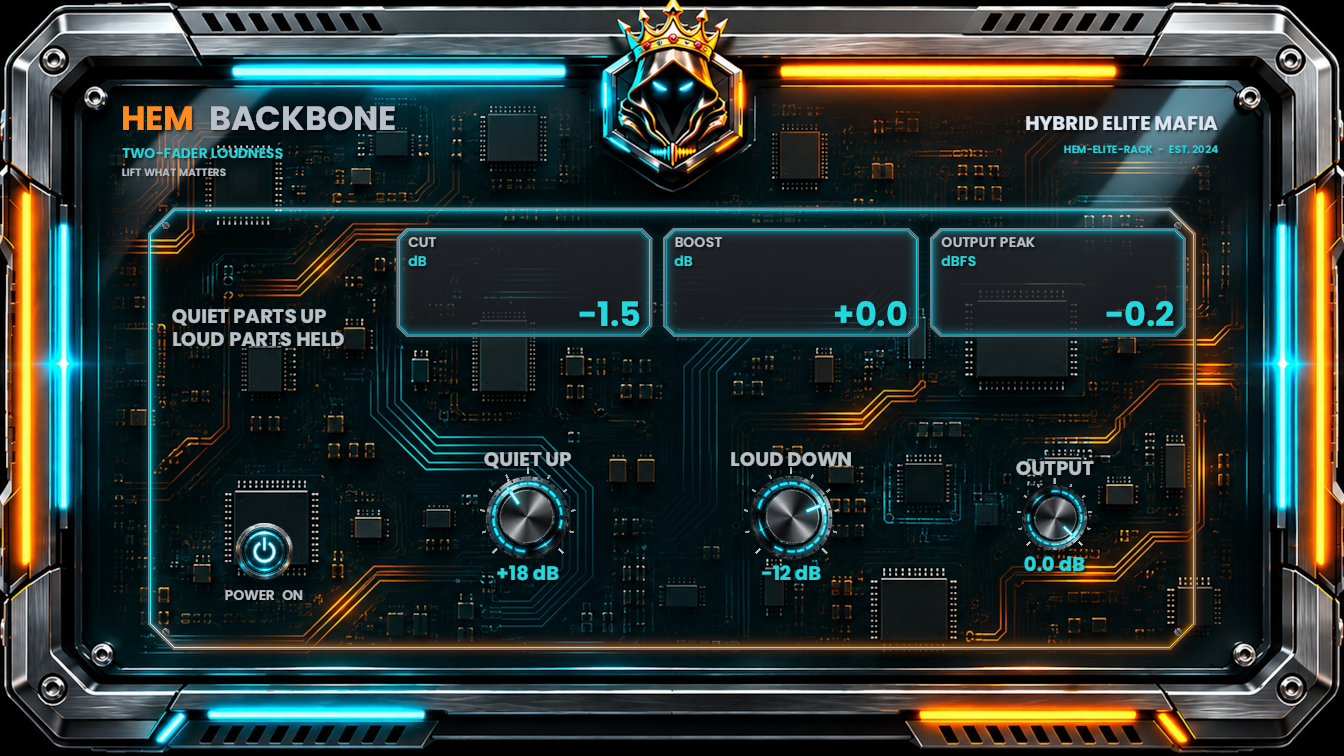 HEM BACKBONE
TWO-FADER LOUDNESS
LIFT WHAT MATTERS
HYBRID ELITE MAFIA
HEM-ELITE-RACK - EST. 2024
CUT
dB
-1.5
BOOST
dB
+0.0
OUTPUT PEAK
dBFS
-0.2
QUIET PARTS UP
LOUD PARTS HELD
QUIET UP
+18 dB
LOUD DOWN
-12 dB
OUTPUT
0.0 dB
POWER ON